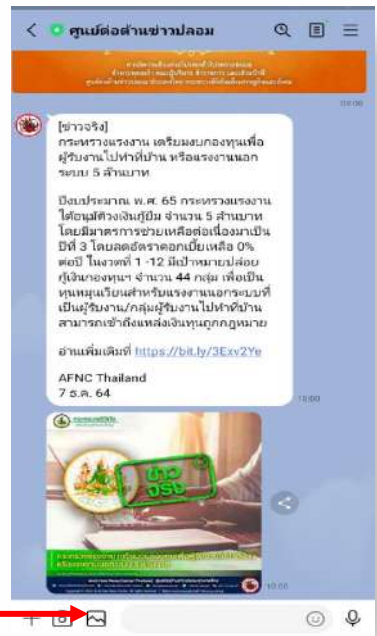 ศูนย์ต่อต้านข่าวปลอม
[ข่าวจริง]
กระทรวงแรงงาน เตรียมงบกองทุนเพื่อ
ผู้รับงานไปทำที่บ้าน หรือแรงงานนอก
ระบบ 5 ล้านบาท
ปีงบประมาณ พ.ศ. 65 กระทรวงแรงงาน
ได้อนุมัติวงเงินกู้ยืม จำนวน 5 ล้านบาท
โดยมีมาตรการช่วยเหลือต่อเนื่องมาเป็น
ปีที่ 3 โดยลดอัตราดอกเบี้ยเหลือ 0%
ต่อปี ในงวดที่ 1 -12 มีเป้าหมายปล่อย
กู้เงินกองทุนฯ จำนวน 44 กลุ่ม เพื่อเป็น
ทุนหมุนเวียนสำหรับแรงงานนอกระบบที่
เป็นผู้รับงาน/กลุ่มผู้รับงานไปทำที่บ้าน
สามารถเข้าถึงแหล่งเงินทุนถูกกฎหมาย
อ่านเพิ่มเติมที่ https://bit.ly/3Exv2Ye
AFNC Thailand
7 ธ.ค. 64
18:00
ข่าว
จริง
18:00